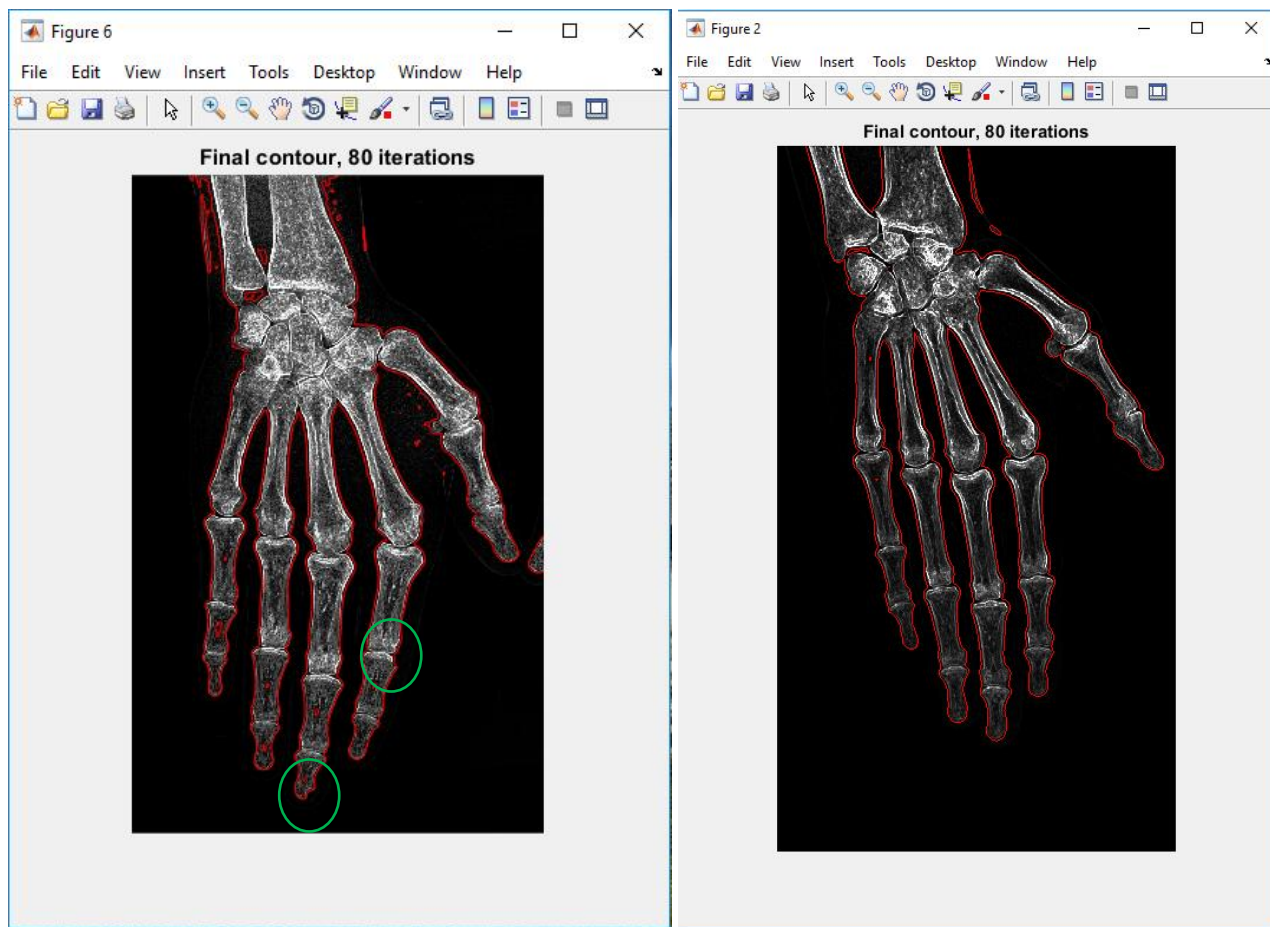 Figure 6
File Edit View Insert Tools Desktop Window Help
Final contour, 80 iterations
Figure 2
File Edit View Insert Tools Desktop Window Help
Final contour, 80 iterations